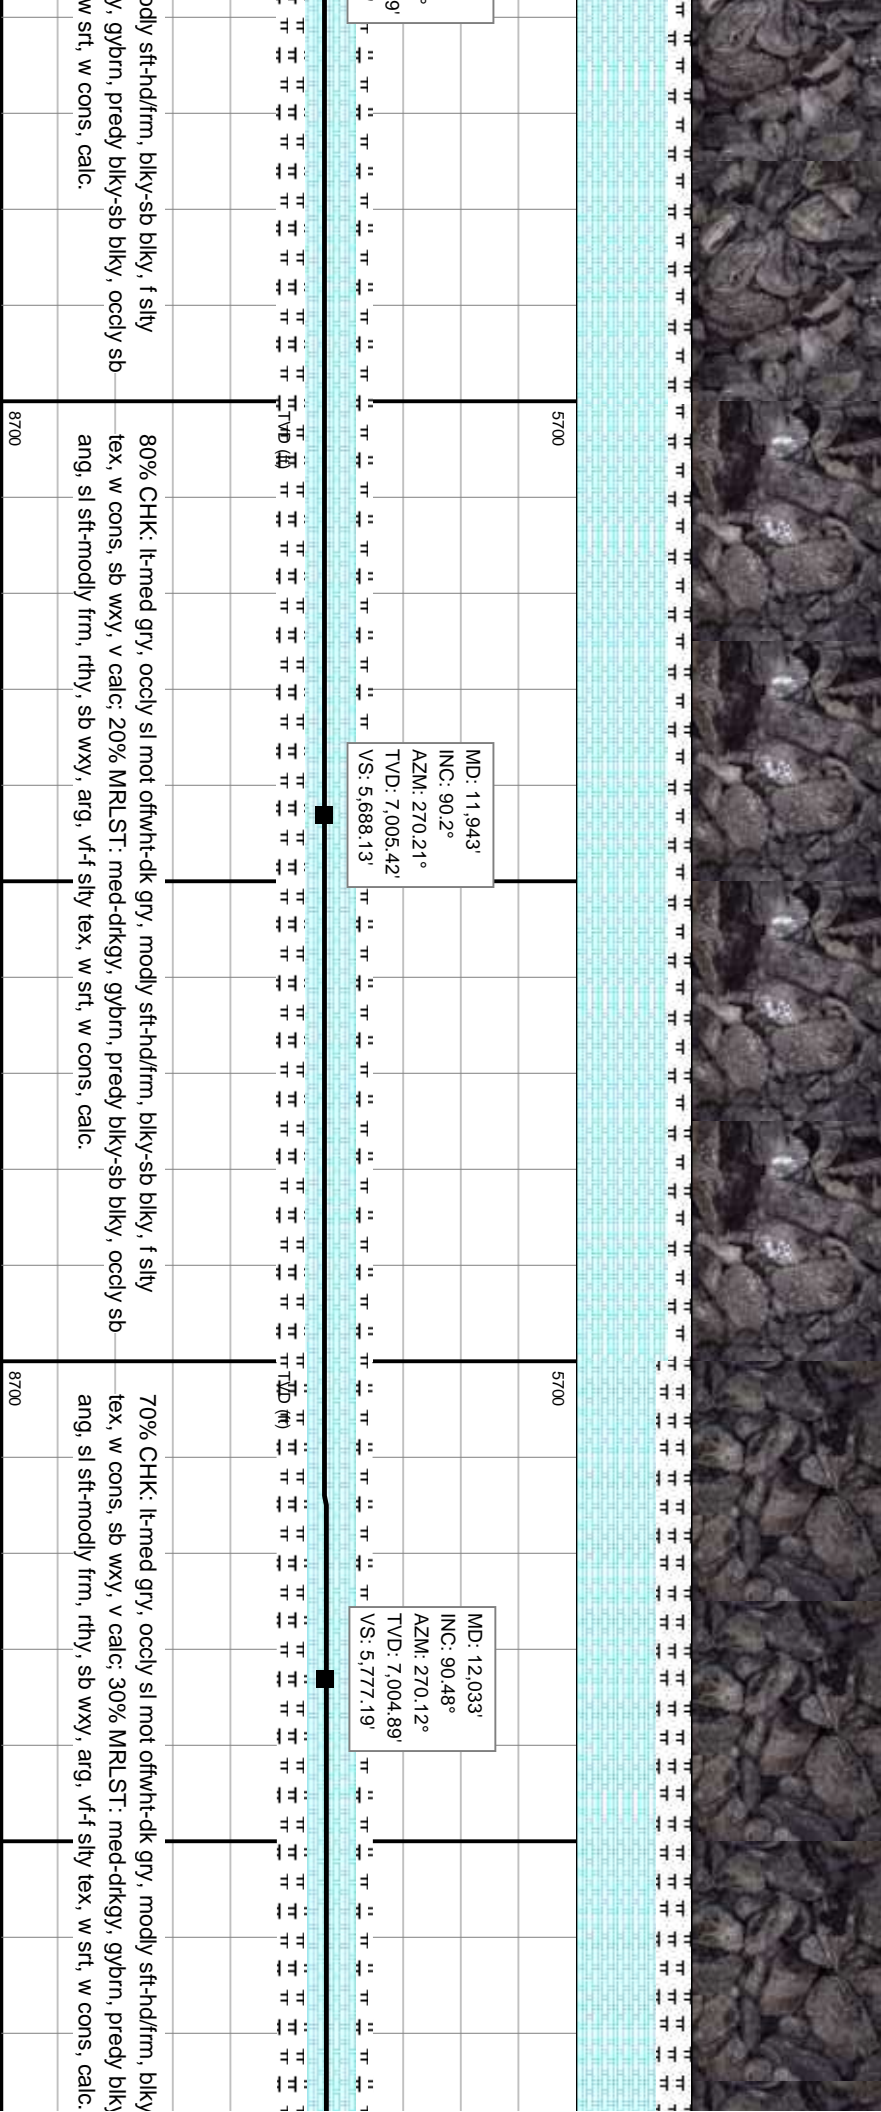 9'
odly sft-hd/frm, blky-sb blky, f slty
y, gybrn, predy blky-sb blky, occly sb
w srt, w cons, calc.
5700
TVD (ft)
8700
80% CHK: lt-med gry, occly sl mot offwht-dk gry, modly sft-hd/frm, blky-sb blky, f slty
tex, w cons, sb wxy, v calc; 20% MRLST: med-drkgy, gybrn, predy blky-sb blky, occly sb
ang, sl sft-modly frm, rthy, sb wxy, arg, vf-f slty tex, w srt, w cons, calc.
MD: 11,943'
INC: 90.2°
AZM: 270.21°
TVD: 7,005.42'
VS: 5,688.13'
5700
TVD (ft)
8700
70% CHK: lt-med gry, occly sl mot offwht-dk gry, modly sft-hd/frm, blky
tex, w cons, sb wxy, v calc; 30% MRLST: med-drkgy, gybrn, predy blky
ang, sl sft-modly frm, rthy, sb wxy, arg, vf-f slty tex, w srt, w cons, calc.
MD: 12,033'
INC: 90.48°
AZM: 270.12°
TVD: 7,004.89'
VS: 5,777.19'